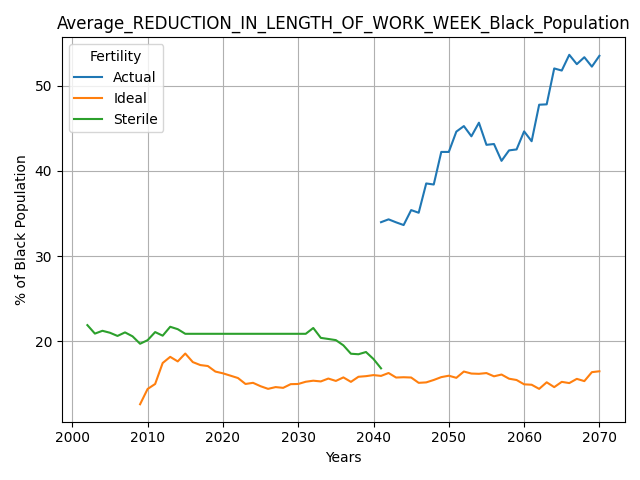 Average_REDUCTION_IN_LENGTH_OF_WORK_WEEK_Black_Population
Fertility
Actual
Ideal
Sterile
% of Black Population
50
40
30
20
2000 2010 2020 2030 2040 2050 2060 2070
Years